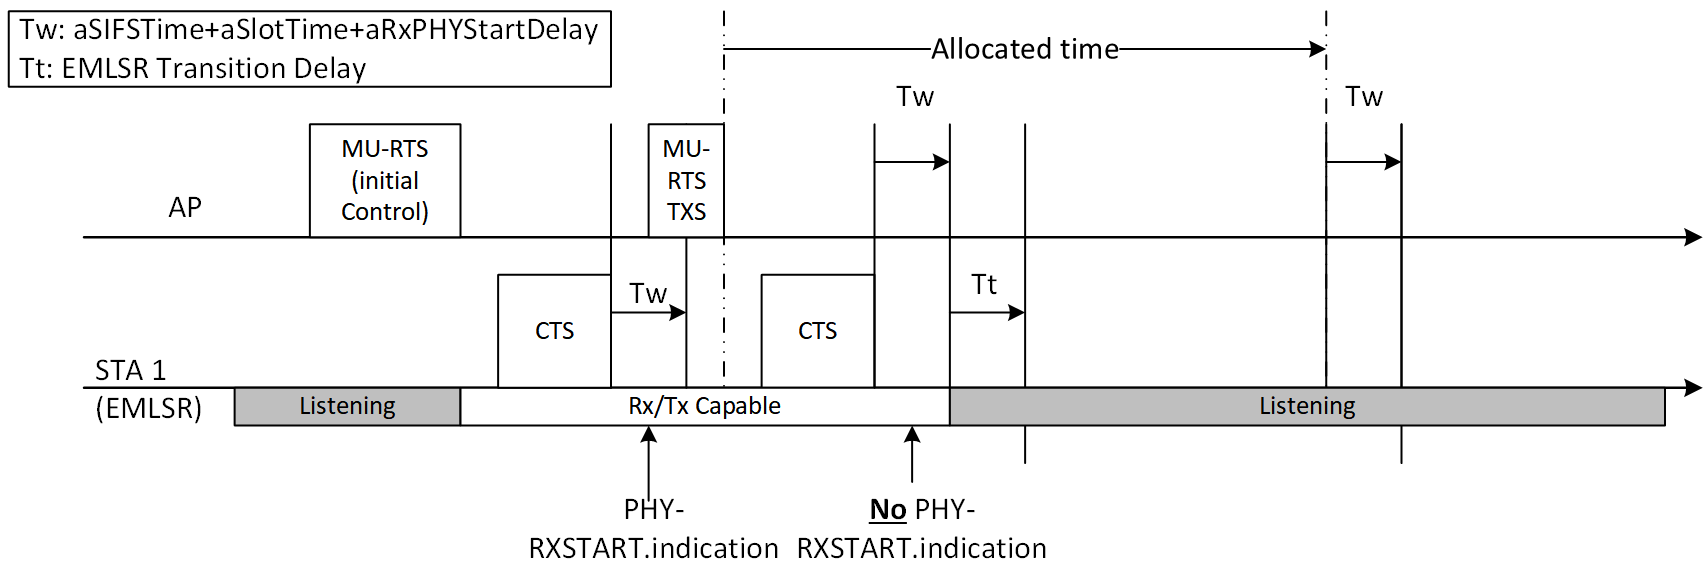 Tw: aSIFSTime+aSlotTime+aRxPHYStartDelay
Tt: EMLSR Transition Delay
Allocated time
Tw
Tw
MU-RTS
(initial
Control)
MU-
RTS
TXS
AP
Tw
Tt
CTS
CTS
STA 1
(EMLSR)
Listening
Rx/Tx Capable
Listening
PHY-
RXSTART.indication
No PHY-
RXSTART.indication